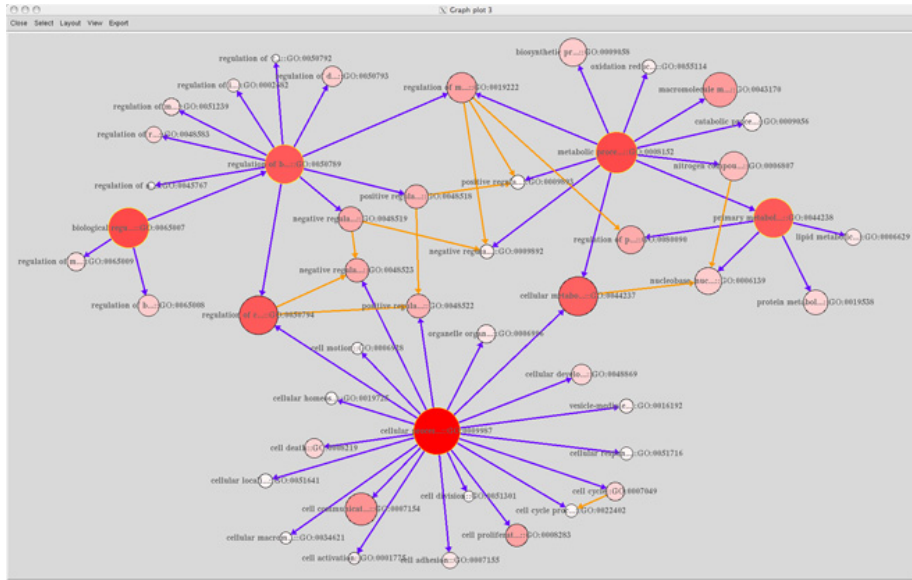 Graph plot 3
Close Select Layout View Export
regulation of ...::GO:0050792
biosynthetic pr...::GO:0009058
oxidation reduc...::GO:0055114
regulation of d...::GO:0050793
regulation of i...::GO:0002682
regulation of m...::GO:0019222
macromolecule m...::GO:0043170
regulation of m...::GO:0051239
catabolic proce...::GO:0009056
regulation of r...::GO:0048583
metabolic proce...::GO:0008152
regulation of b...::GO:0050789
nitrogen compou...::GO:0006807
regulation of a...::GO:0045767
positive regula...::GO:0009893
positive regula...::GO:0048518
negative regula...::GO:0048519
primary metabol...::GO:0044238
biological regu...::GO:0065007
lipid metabolic...::GO:0006629
regulation of p...::GO:0080090
negative regula...::GO:0009892
regulation of m...::GO:0065009
negative regula...::GO:0048523
nucleobase, nuc...::GO:0006139
cellular metabo...::GO:0044237
regulation of b...::GO:0065008
positive regula...::GO:0048522
protein metabol...::GO:0019538
regulation of c...::GO:0050794
organelle organ...::GO:0006996
cell motion::GO:0006928
cellular develo...::GO:0048869
cellular homeos...::GO:0019725
vesicle-mediate...::GO:0016192
cellular proces...::GO:0009987
cell death::GO:0008219
cellular respon...::GO:0051716
cellular locali...::GO:0051641
cell cycle::GO:0007049
cell division::GO:0051301
cell communicat...::GO:0007154
cell cycle proc...::GO:0022402
cellular macrom...::GO:0034621
cell proliferat...::GO:0008283
cell activation::GO:0001775
cell adhesion::GO:0007155